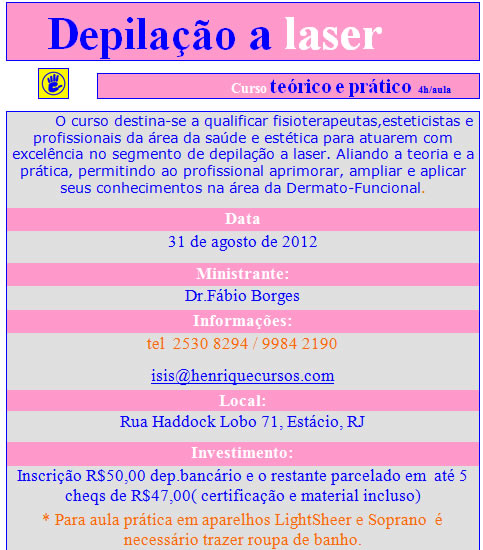 Depilação a laser
Curso teórico e prático 4h/aula
O curso destina-se a qualificar fisioterapeutas,esteticistas e
profissionais da área da saúde e estética para atuarem com
excelência no segmento de depilação a laser. Aliando a teoria e a
prática, permitindo ao profissional aprimorar, ampliar e aplicar
seus conhecimentos na área da Dermato-Funcional.
Data
31 de agosto de 2012
Ministrante:
Dr.Fábio Borges
Informações:
tel 2530 8294 / 9984 2190
isis@henriquecursos.com
Local:
Rua Haddock Lobo 71, Estácio, RJ
Investimento:
Inscrição R$50,00 dep.bancário e o restante parcelado em até 5
cheqs de R$47,00( certificação e material incluso)
* Para aula prática em aparelhos LightSheer e Soprano é
necessário trazer roupa de banho.